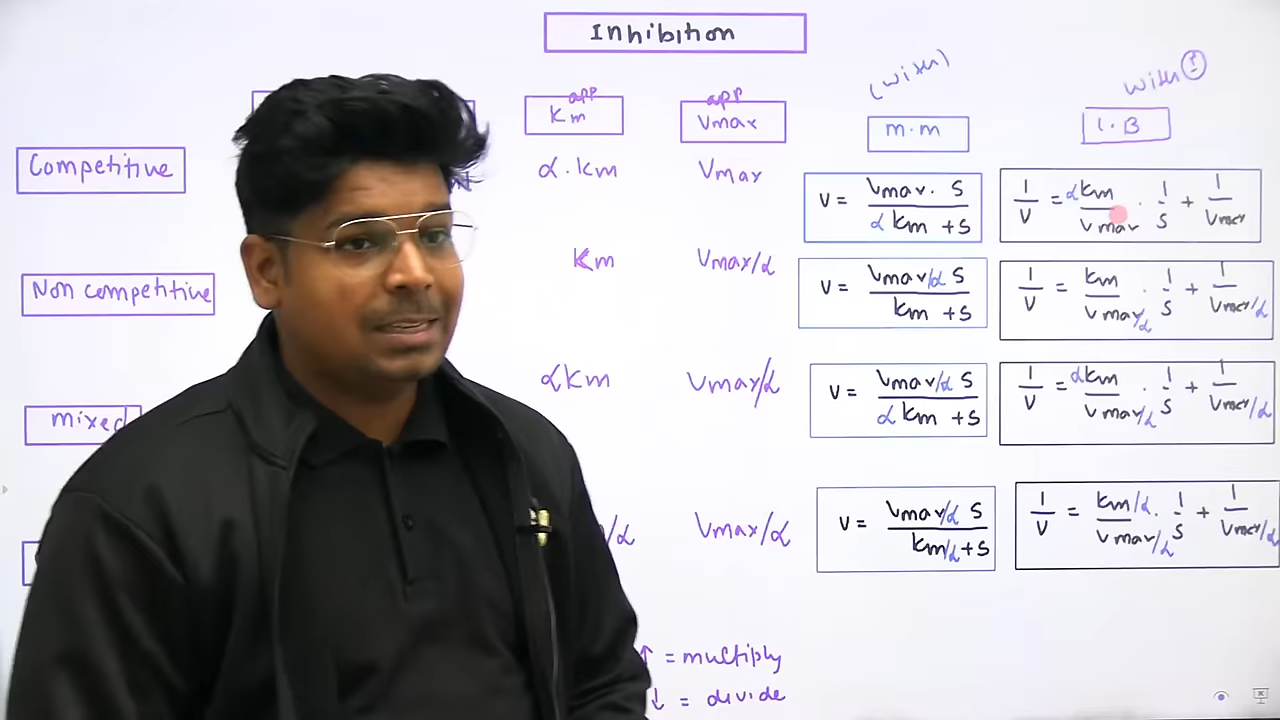 Inhibition
(with)
with I
app
Km
app
Vmax
m.m
L.B
Competitive
α.Km
Vmax
V = Vmax. S / α Km + S
1/V = αKm/Vmax . 1/S + 1/Vmax
Non competitive
Km
Vmax/α
V = Vmax/α S / Km + S
1/V = Km/Vmax/α . 1/S + 1/Vmax/α
mixed
αKm
Vmax/α
V = Vmax/α S / α Km + S
1/V = αKm/Vmax/α . 1/S + 1/Vmax/α
/α
Vmax/α
V = Vmax/α S / Km/α + S
1/V = Km/α/Vmax/α . 1/S + 1/Vmax/α
↑ = multiply
↓ = divide